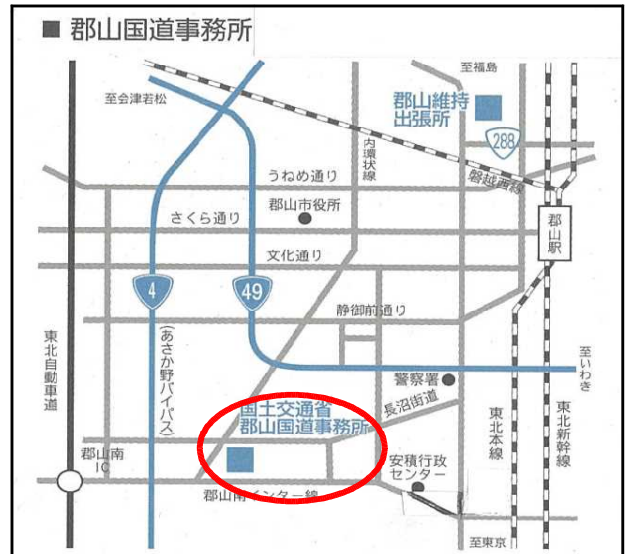 ■ 郡山国道事務所
至福島
至会津若松
郡山維持
出張所
288
内環状線
うねめ通り
磐越西線
郡山市役所
さくら通り
郡山駅
文化通り
4
49
静御前通り
東北自動車道
(あさか野バイパス)
至いわき
警察署
長沼街道
国土交通省
郡山国道事務所
東北本線
東北新幹線
郡山南
IC
安積行政
センター
郡山南インター線
至東京